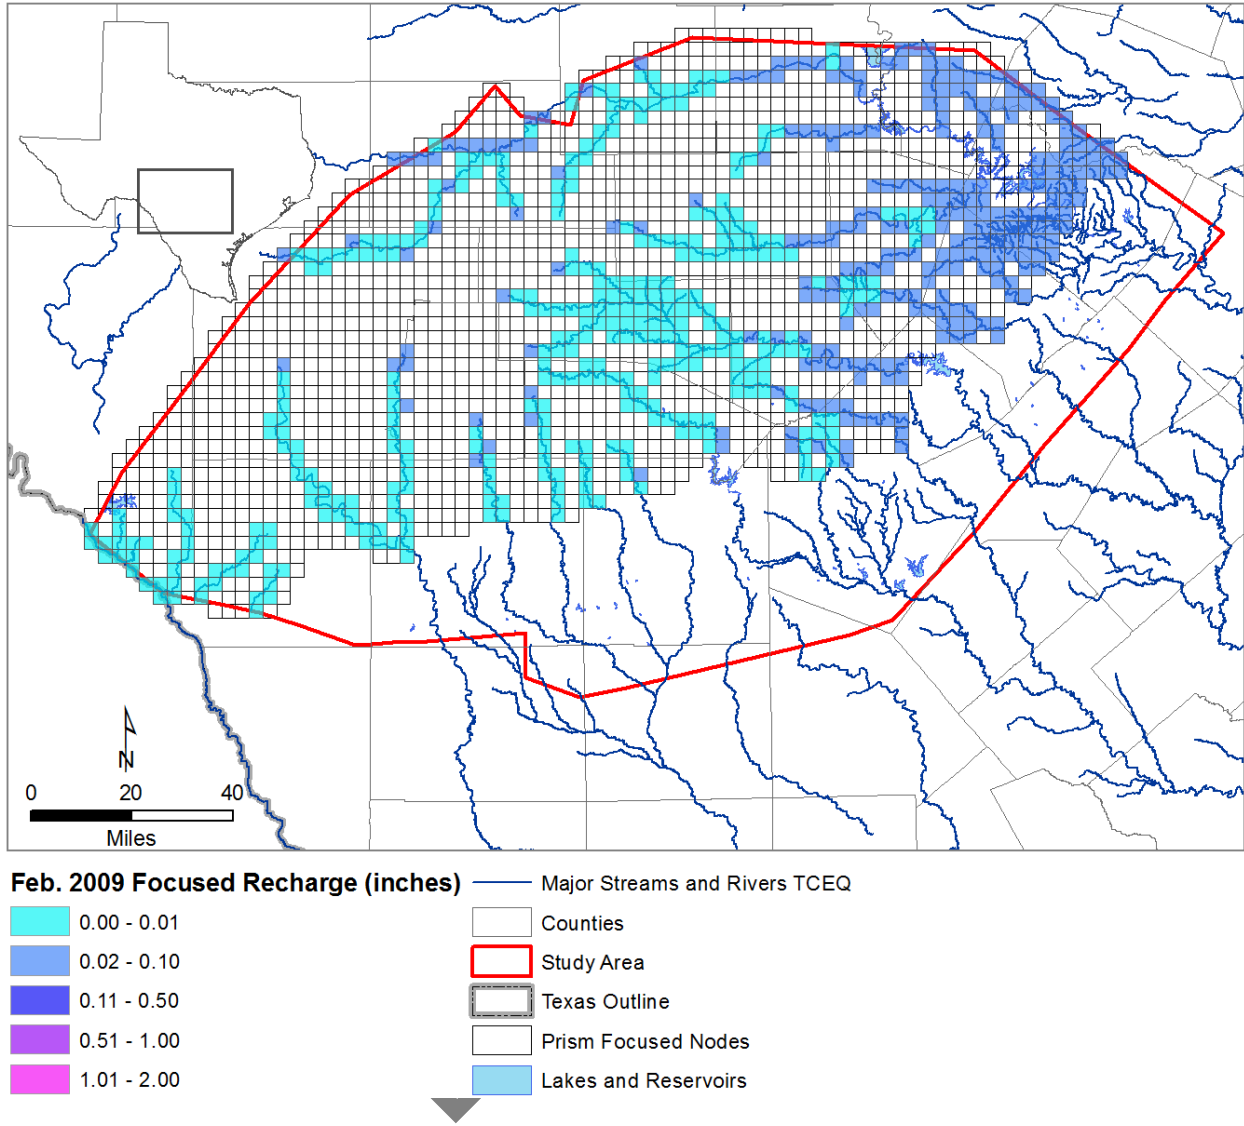 N
0 20 40
Miles
Feb. 2009 Focused Recharge (inches)
0.00 - 0.01
0.02 - 0.10
0.11 - 0.50
0.51 - 1.00
1.01 - 2.00
Major Streams and Rivers TCEQ
Counties
Study Area
Texas Outline
Prism Focused Nodes
Lakes and Reservoirs